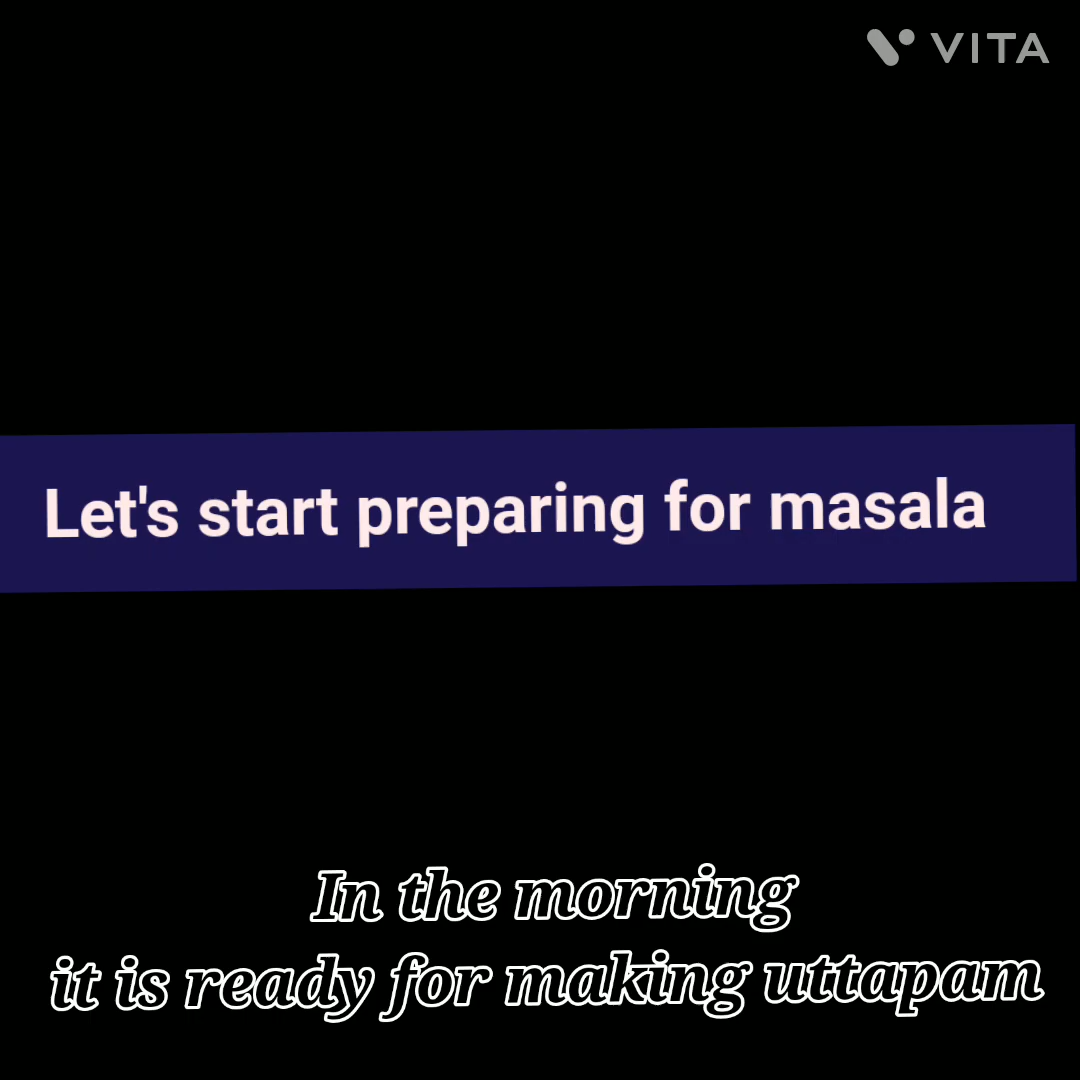 VITA
Let's start preparing for masala
In the morning
it is ready for making uttapam